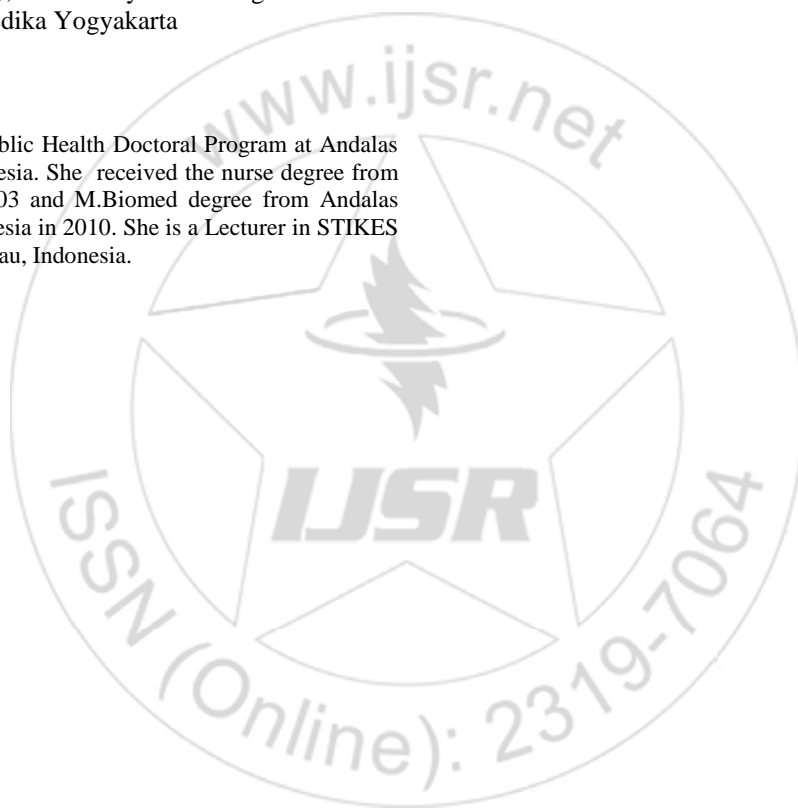 edika Yogyakarta
blic Health Doctoral Program at Andalas
esia. She received the nurse degree from
03 and M.Biomed degree from Andalas
esia in 2010. She is a Lecturer in STIKES
au, Indonesia.
www.ijsr.net
IJSR
ISSN (Online): 2319-7064